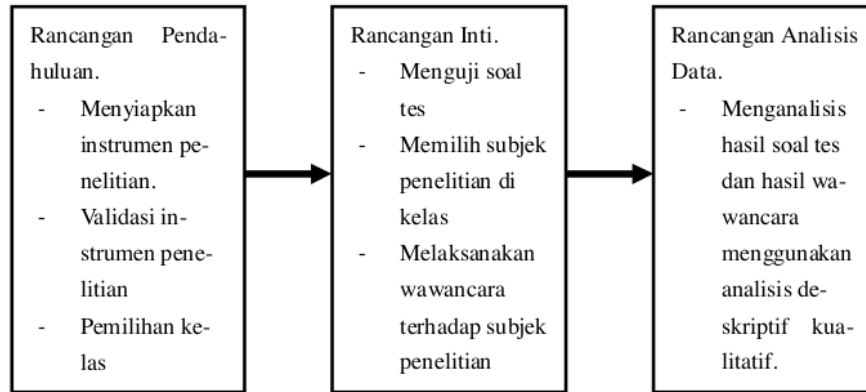 Rancangan Penda-
huluan.
- Menyiapkan
instrumen pe-
nelitian.
- Validasi in-
strumen pene-
litian
- Pemilihan ke-
las
Rancangan Inti.
- Menguji soal
tes
- Memilih subjek
penelitian di
kelas
- Melaksanakan
wawancara
terhadap subjek
penelitian
Rancangan Analisis
Data.
- Menganalisis
hasil soal tes
dan hasil wa-
wancara
menggunakan
analisis de-
skriptif kua-
litatif.